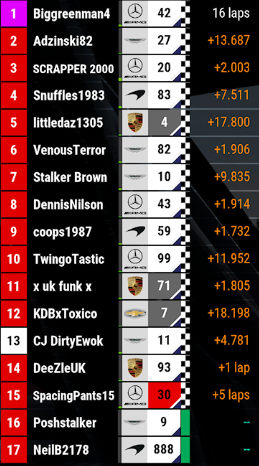 1 Biggreenman4 42 16 laps
2 Adzinski82 27 +13.687
3 SCRAPPER 2000 20 +2.003
4 Snuffles1983 83 +7.511
5 littledaz1305 4 +17.800
6 VenousTerror 82 +1.906
7 Stalker Brown 10 +9.835
8 DennisNilson 43 +1.914
9 coops1987 59 +1.732
10 TwingoTastic 99 +11.952
11 x uk funk x 71 +1.805
12 KDBxToxico 7 +18.198
13 CJ DirtyEwok 11 +4.781
14 DeeZleUK 93 +1 lap
15 SpacingPants15 30 +5 laps
16 Poshstalker 9 --
17 NeilB2178 888 --